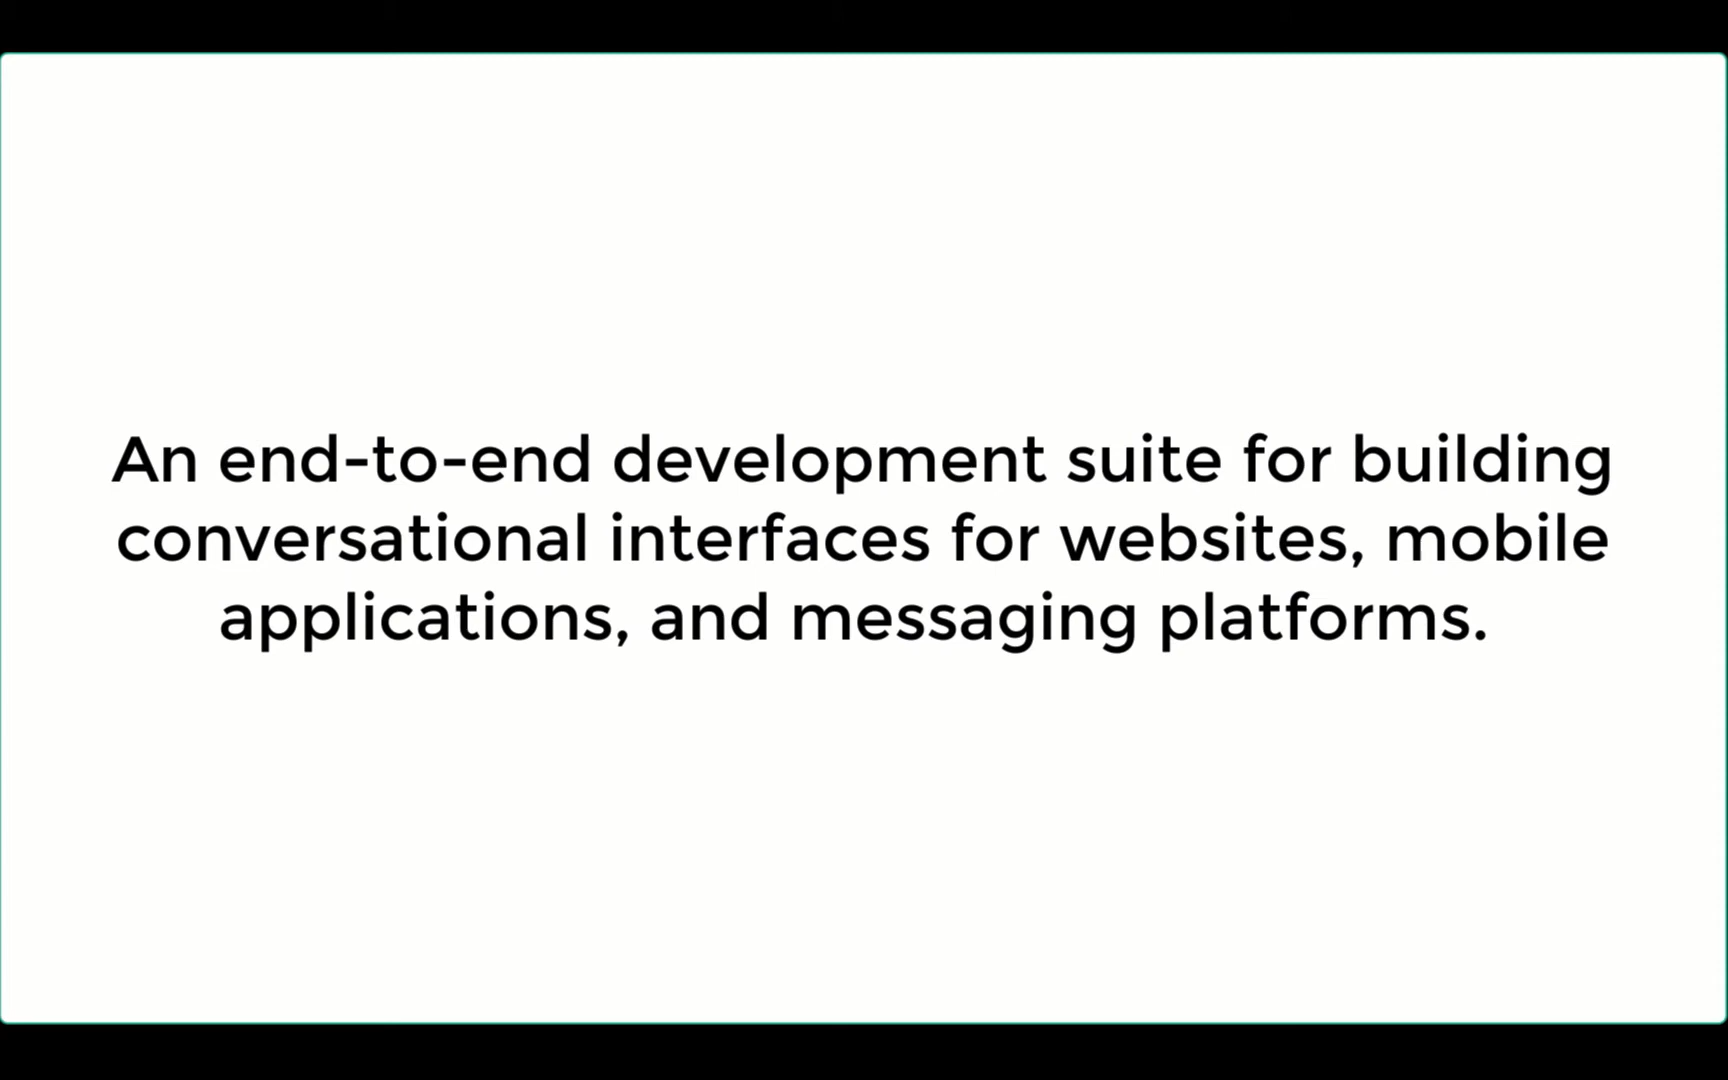 An end-to-end development suite for building
conversational interfaces for websites, mobile
applications, and messaging platforms.